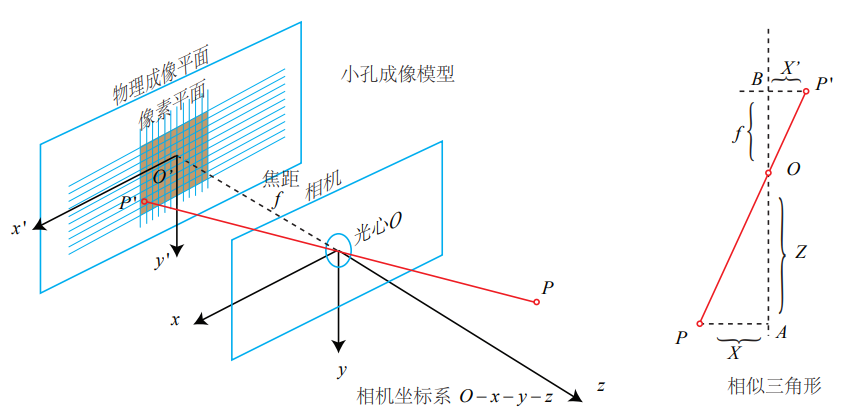 小孔成像模型
物理成像平面
像素平面
O'
P'
x'
y'
焦距
f
相机
光心O
P
x
y
z
相机坐标系 O-x-y-z
B
X'
P'
f
O
Z
P
X
A
相似三角形